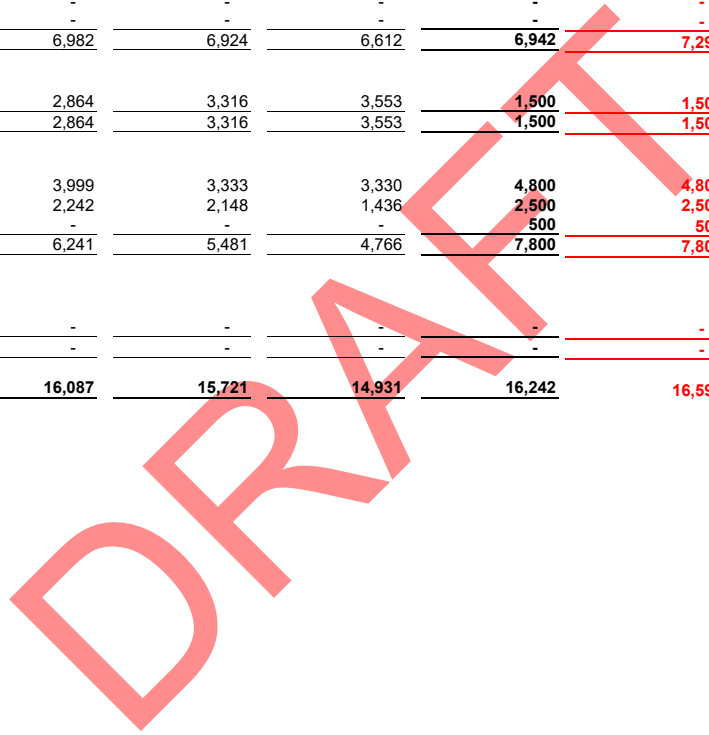 - - - - -
- - - - -
6,982 6,924 6,612 6,942
2,864 3,316 3,553 1,500
2,864 3,316 3,553 1,500
3,999 3,333 3,330 4,800
2,242 2,148 1,436 2,500
- - - 500
6,241 5,481 4,766 7,800
- - - - -
- - - - -
16,087 15,721 14,931 16,242
DRAFT